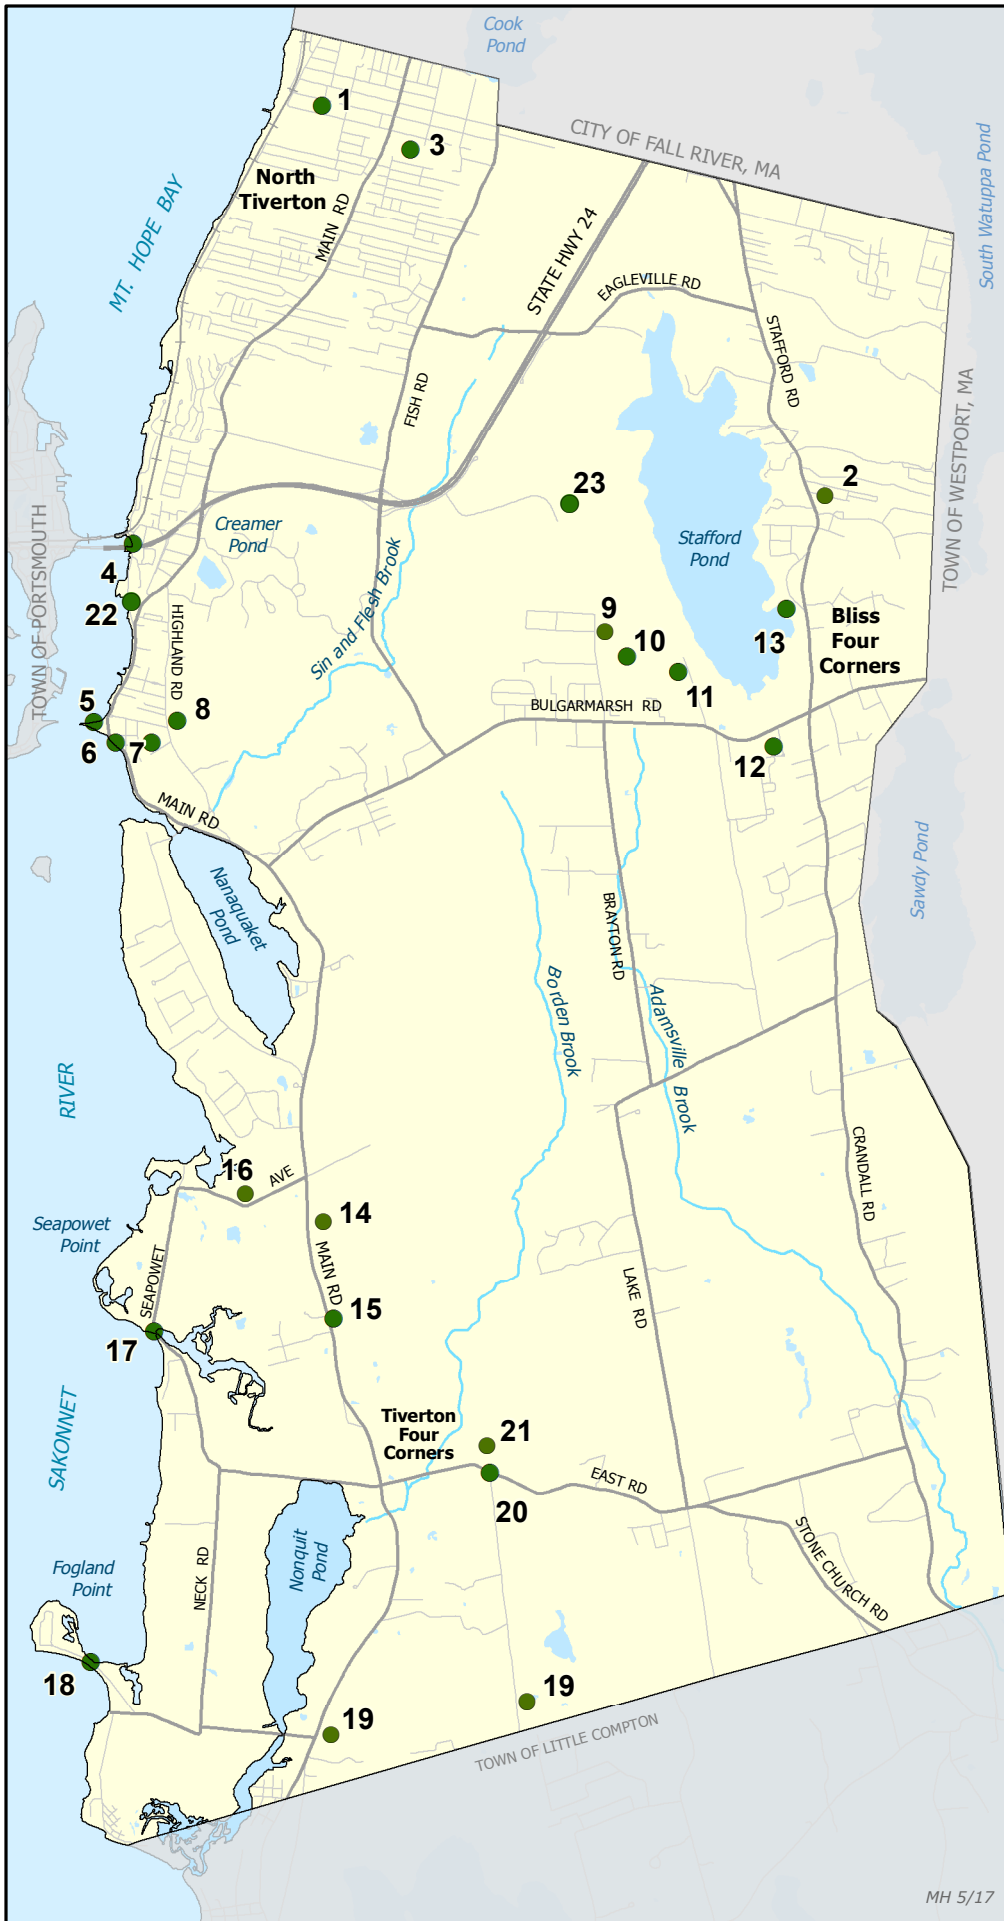 Cook
Pond
1
3
CITY OF FALL RIVER, MA
South Watuppa Pond
North
Tiverton
MAIN RD
MT. HOPE BAY
STATE HWY 24
EAGLEVILLE RD
STAFFORD RD
FISH RD
TOWN OF WESTPORT, MA
2
23
Creamer
Pond
Stafford
Pond
TOWN OF PORTSMOUTH
4
Sin and Flesh Brook
22
HIGHLAND RD
9
10
13
Bliss
Four
Corners
11
5
8
BULGARMARSH RD
6
7
12
MAIN RD
Nanaquaket
Pond
Sawdy Pond
BRAYTON RD
Borden Brook
Adamsville
Brook
RIVER
CRANDALL RD
16
AVE
14
Seapowet
Point
SEAPOWET
MAIN RD
LAKE RD
15
17
SAKONNET
Tiverton
Four
Corners
21
EAST RD
20
STONE CHURCH RD
Nonquit
Pond
Fogland
Point
NECK RD
18
19
19
TOWN OF LITTLE COMPTON
MH 5/17